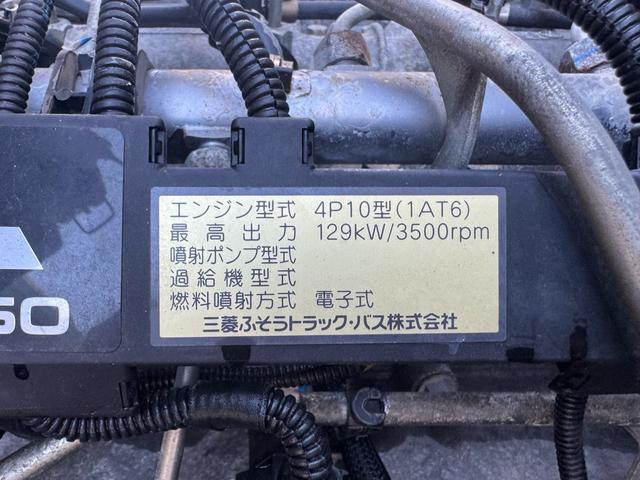 エンジン型式 4P10型(1AT6)
最高出力 129kW/3500rpm
噴射ポンプ型式
過給機型式
燃料噴射方式 電子式
三菱ふそうトラック・バス株式会社